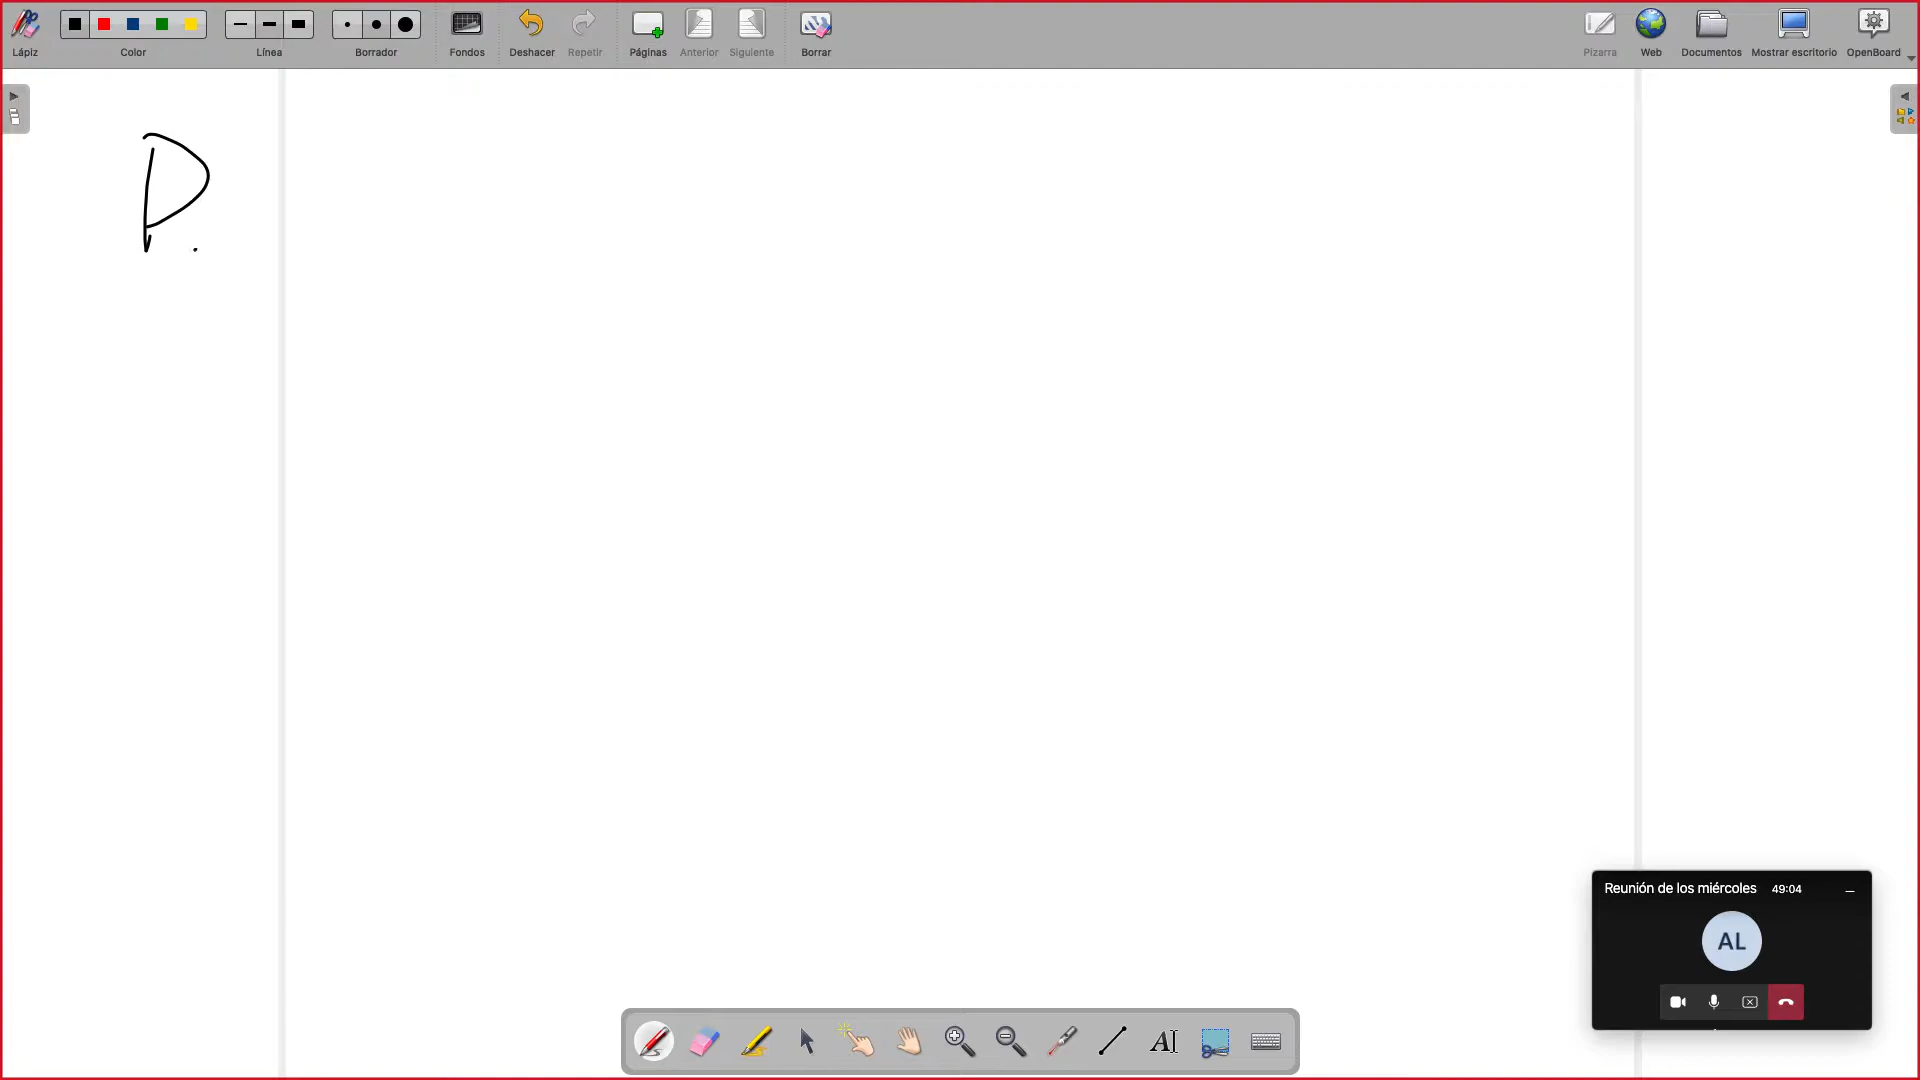 Lápiz Color Línea Borrador Fondos Deshacer Repetir Páginas Anterior Siguiente Borrar Pizarra Web Documentos Mostrar escritorio OpenBoard
D.
Reunión de los miércoles 49:04
AL